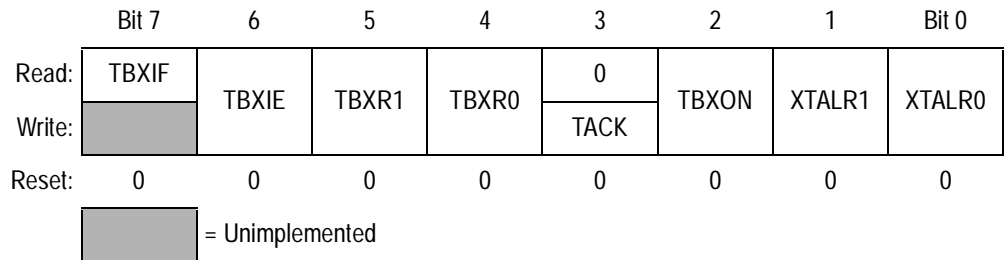 Bit 7 6 5 4 3 2 1 Bit 0
Read: TBXIF 0
TBXIE TBXR1 TBXR0 TBXON XTALR1 XTALR0
Write: TACK
Reset: 0 0 0 0 0 0 0 0
= Unimplemented